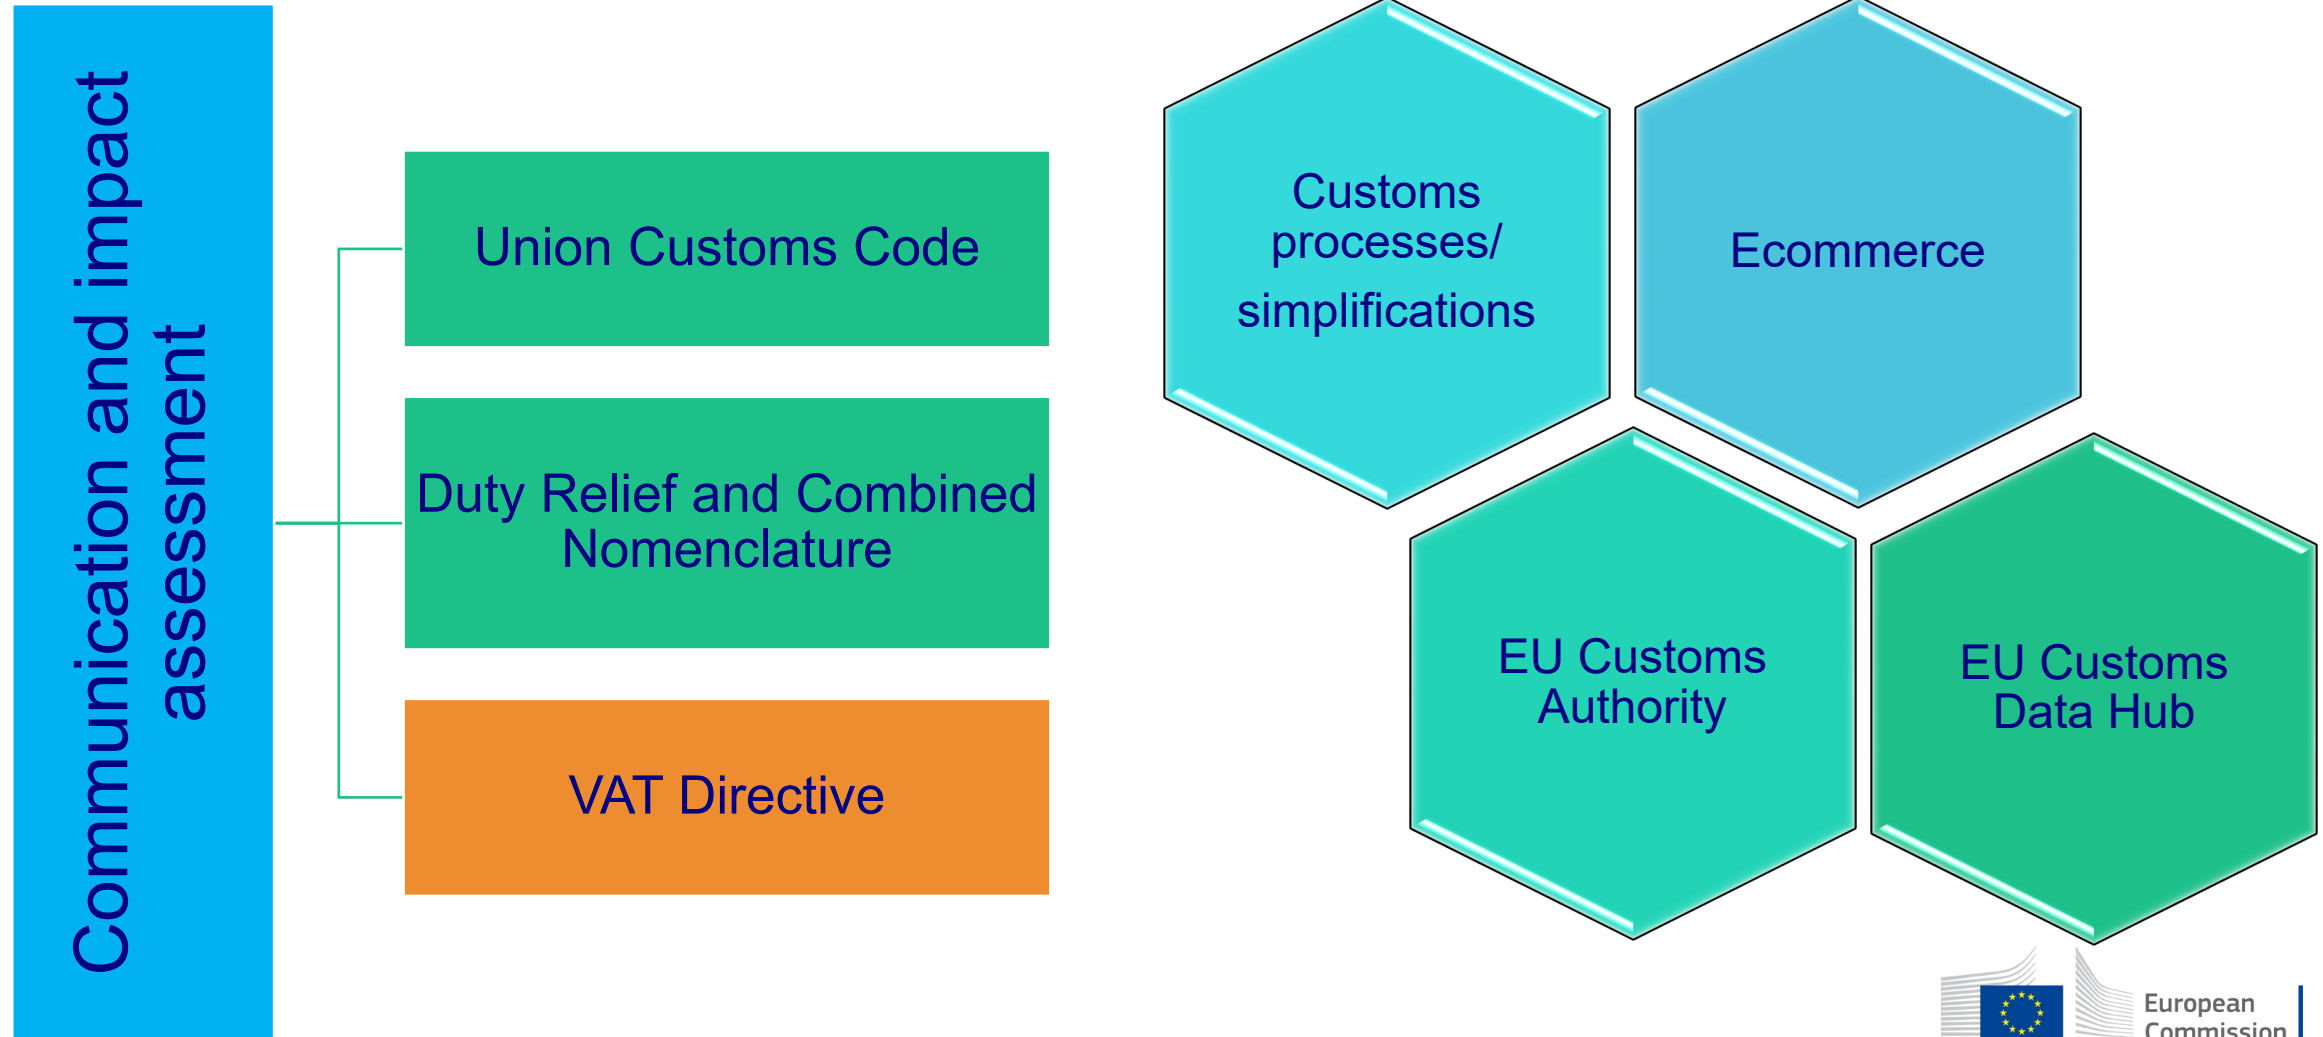 Communication and impact
assessment
Union Customs Code
Duty Relief and Combined
Nomenclature
VAT Directive
Customs
processes/
simplifications
Ecommerce
EU Customs
Authority
EU Customs
Data Hub
European
Commission